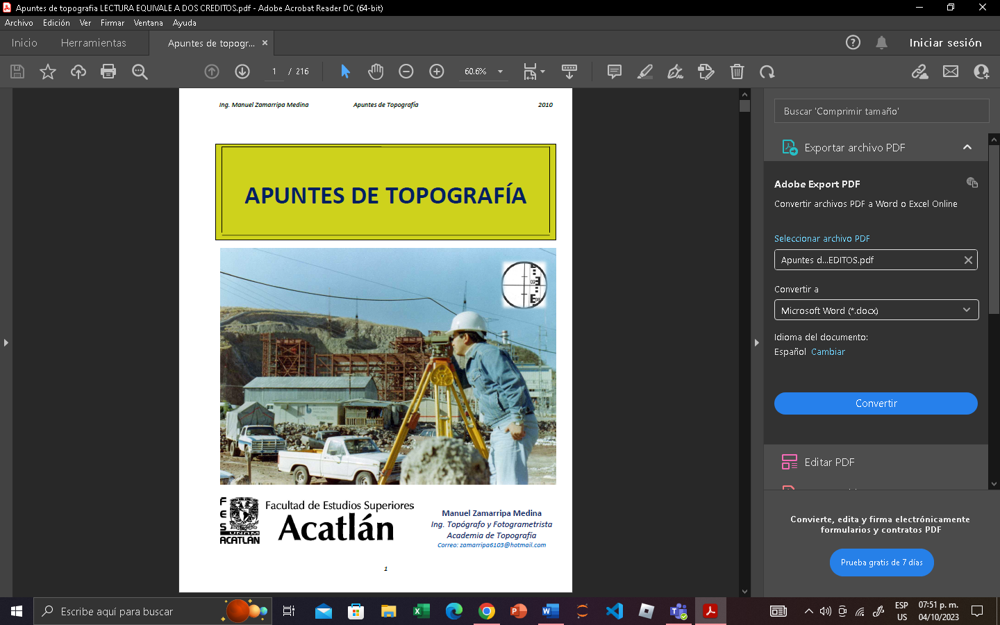 Apuntes de topografia LECTURA EQUIVALE A DOS CREDITOS.pdf - Adobe Acrobat Reader DC (64-bit)
Archivo Edición Ver Firmar Ventana Ayuda
Inicio Herramientas Apuntes de topogr... ×
Iniciar sesión
1 / 216
60.6%
Ing. Manuel Zamarripa Medina Apuntes de Topografía 2010
APUNTES DE TOPOGRAFÍA
FES
UNAM
ACATLÁN
Facultad de Estudios Superiores
Acatlán
Manuel Zamarripa Medina
Ing. Topógrafo y Fotogrametrista
Academia de Topografía
Correo: zamarripa6103@hotmail.com
1
Buscar 'Comprimir tamaño'
Exportar archivo PDF
Adobe Export PDF
Convertir archivos PDF a Word o Excel Online
Seleccionar archivo PDF
Apuntes d...EDITOS.pdf
Convertir a
Microsoft Word (*.docx)
Idioma del documento:
Español Cambiar
Convertir
Editar PDF
Convierte, edita y firma electrónicamente
formularios y contratos PDF
Prueba gratis de 7 días
Escribe aquí para buscar
ESP
US
07:51 p. m.
04/10/2023